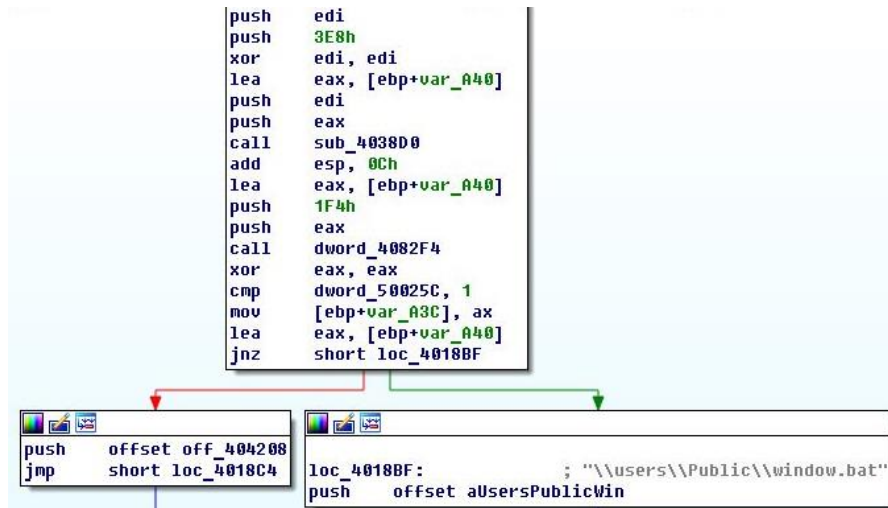 push edi
push 3E8h
xor edi, edi
lea eax, [ebp+var_A40]
push edi
push eax
call sub_4038D0
add esp, 0Ch
lea eax, [ebp+var_A40]
push 1F4h
push eax
call dword_4082F4
xor eax, eax
cmp dword_50025C, 1
mov [ebp+var_A3C], ax
lea eax, [ebp+var_A40]
jnz short loc_4018BF
push offset off_404208
jmp short loc_4018C4
loc_4018BF: ; "\\users\\Public\\window.bat"
push offset aUsersPublicWin